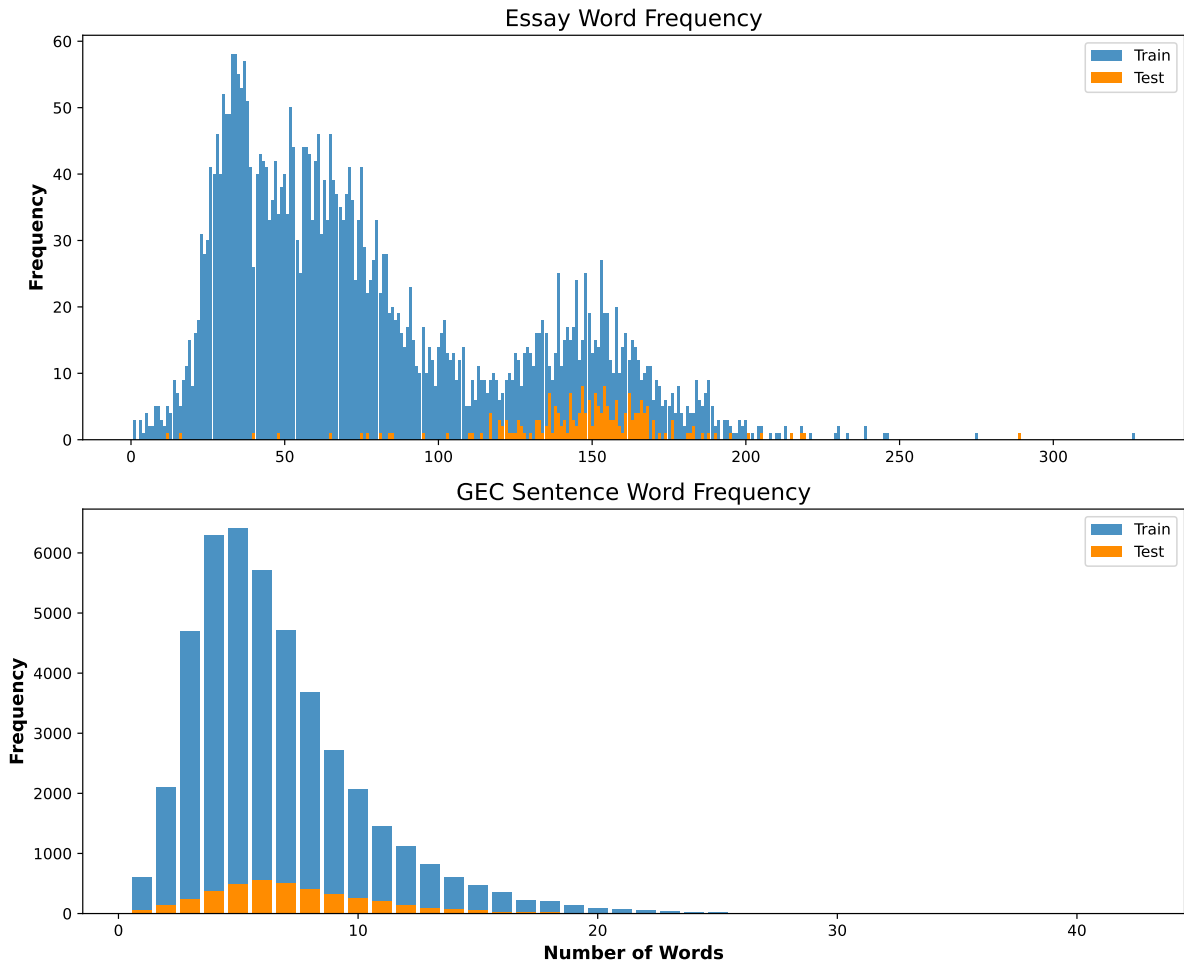 Essay Word Frequency
60
50
40
30
20
10
0
Frequency
Train
Test
0 50 100 150 200 250 300
GEC Sentence Word Frequency
6000
5000
4000
3000
2000
1000
0
Frequency
Train
Test
0 10 20 30 40
Number of Words